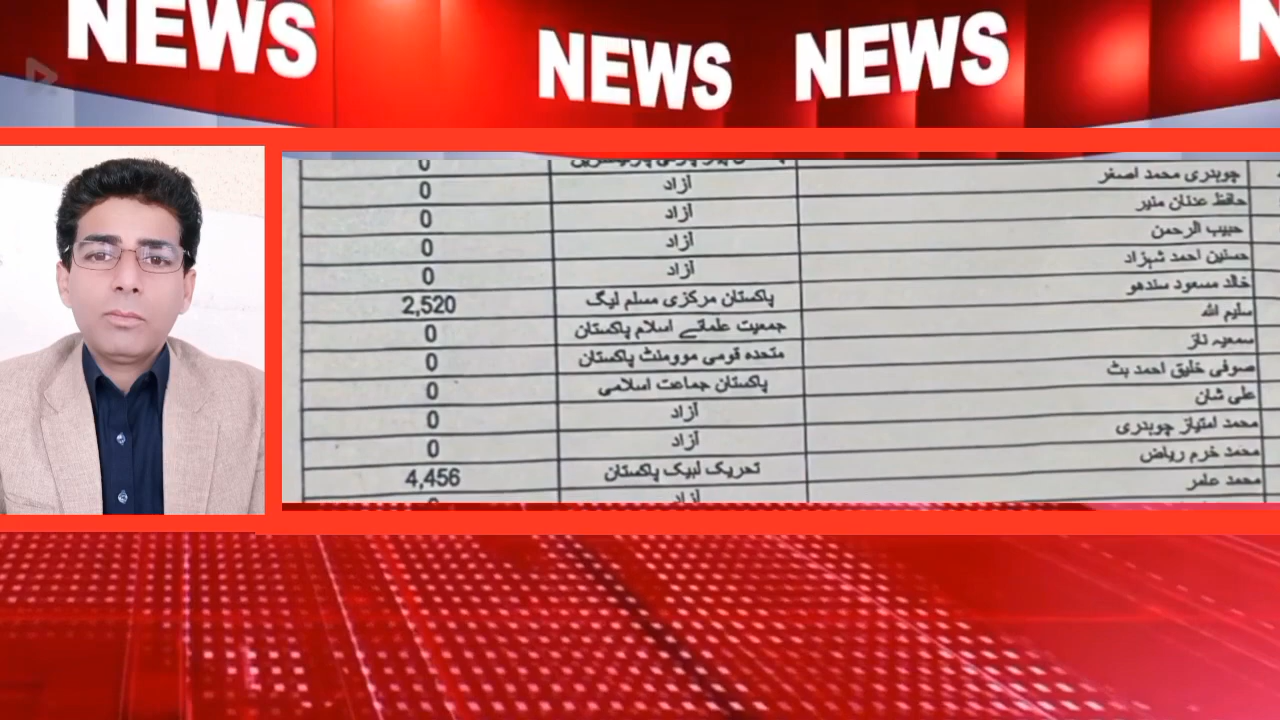 NEWS NEWS NEWS N
چوہدری محمد اصغر آزاد 0
حافظ عدنان منیر آزاد 0
حبیب الرحمن آزاد 0
حسنین احمد شہزاد آزاد 0
خالد مسعود سندھو پاکستان مرکزی مسلم لیگ 2,520
سلیم اللہ جمعیت علمائے اسلام پاکستان 0
سمعیہ ناز متحدہ قومی موومنٹ پاکستان 0
صوفی خلیق احمد بٹ پاکستان جماعت اسلامی 0
علی شان آزاد 0
محمد امتیاز چوہدری آزاد 0
محمد خرم ریاض تحریک لبیک پاکستان 4,456
محمد عامر آزاد 0